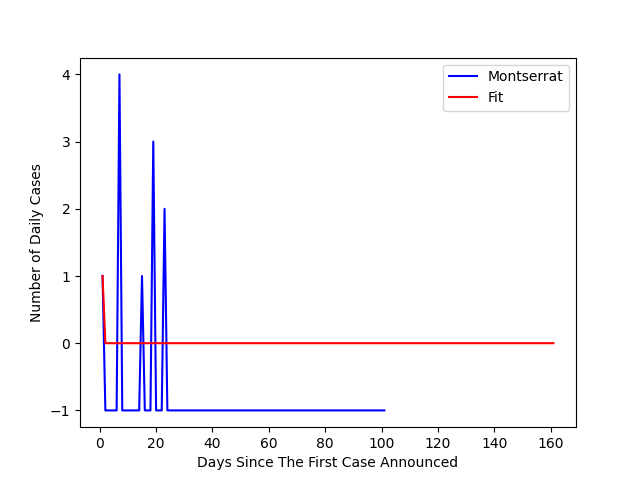 Montserrat
Fit
4
3
2
1
0
−1
Number of Daily Cases
0 20 40 60 80 100 120 140 160
Days Since The First Case Announced